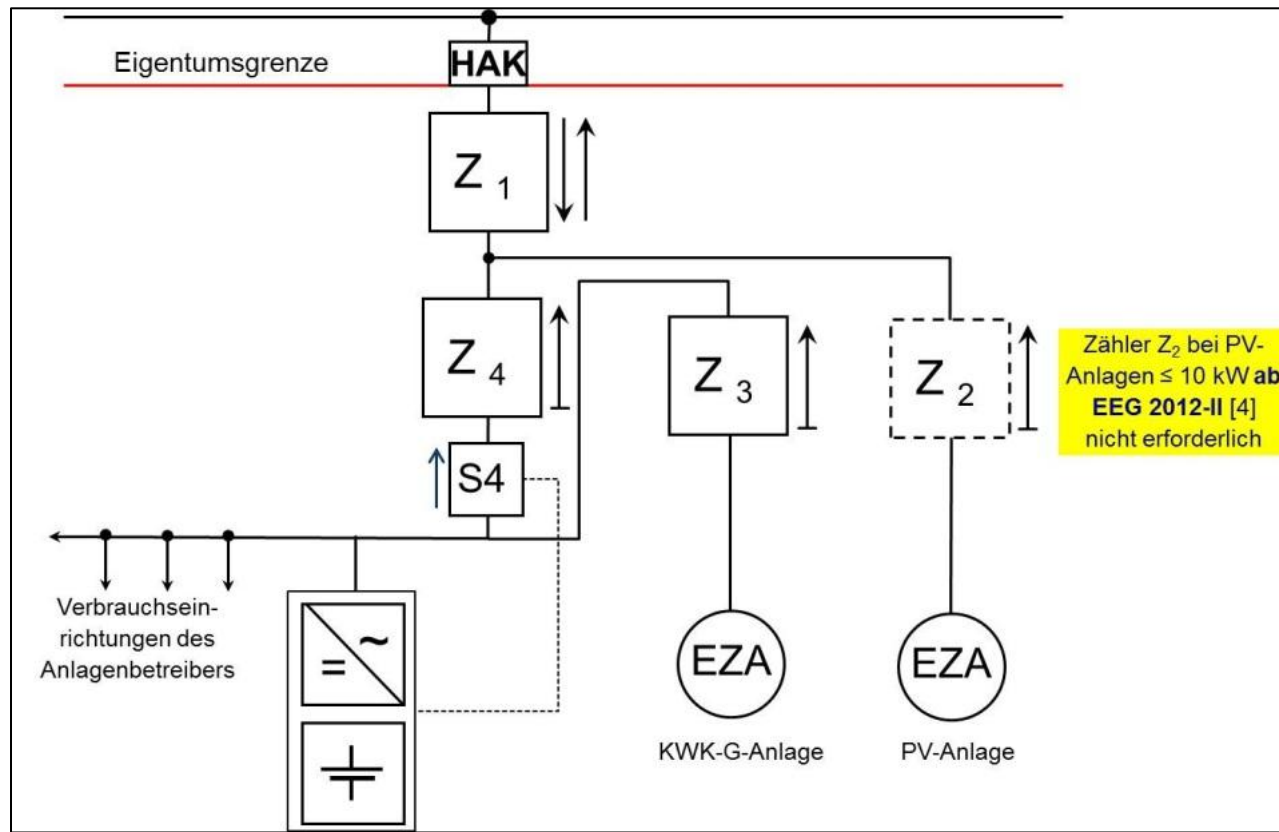 Eigentumsgrenze
HAK
Z 1
Z 4
Z 3
Z 2
Zähler Z2 bei PV-
Anlagen ≤ 10 kW ab
EEG 2012-II [4]
nicht erforderlich
S4
Verbrauchsein-
richtungen des
Anlagenbetreibers
= ~
EZA
EZA
KWK-G-Anlage
PV-Anlage